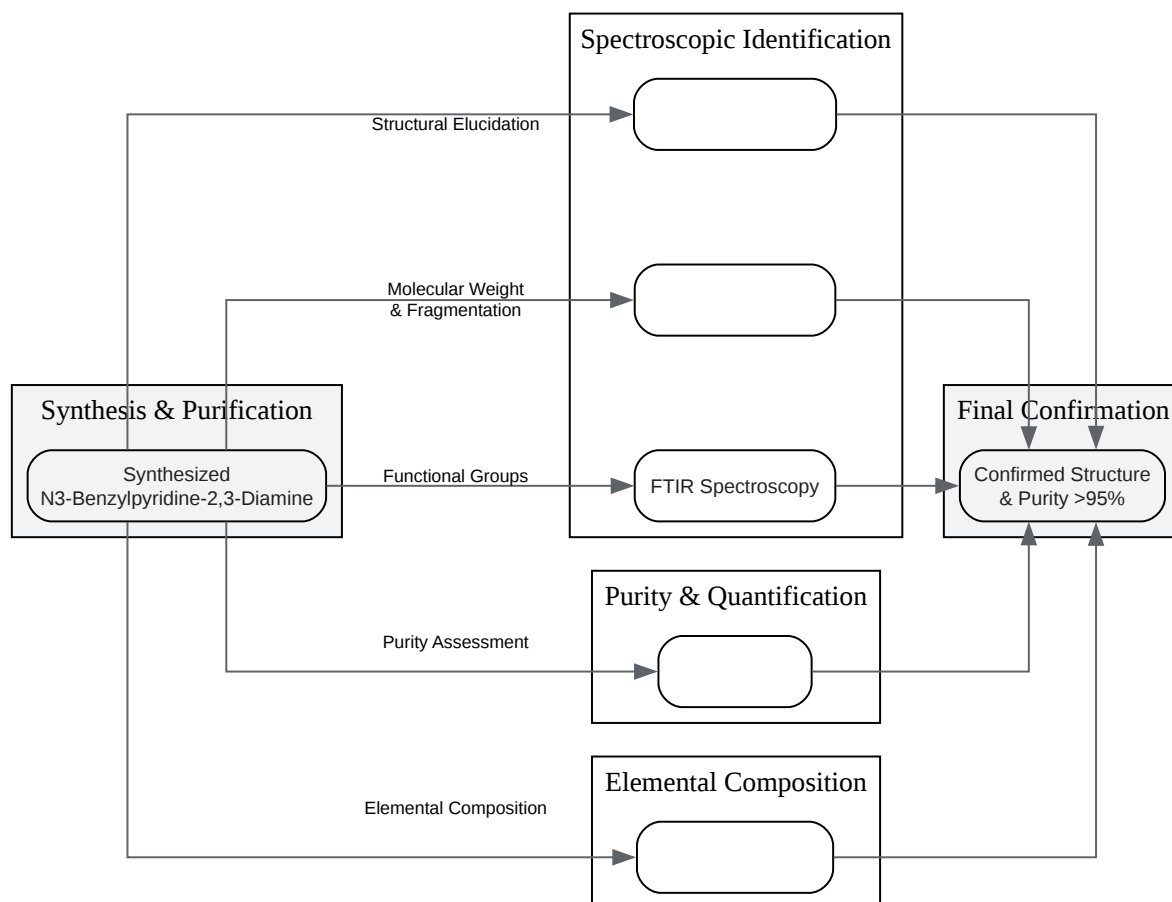 Spectroscopic Identification
Structural Elucidation
Molecular Weight
& Fragmentation
Synthesis & Purification
Final Confirmation
Synthesized
N3-Benzylpyridine-2,3-Diamine
Functional Groups
FTIR Spectroscopy
Confirmed Structure
& Purity >95%
Purity & Quantification
Purity Assessment
Elemental Composition
Elemental Composition